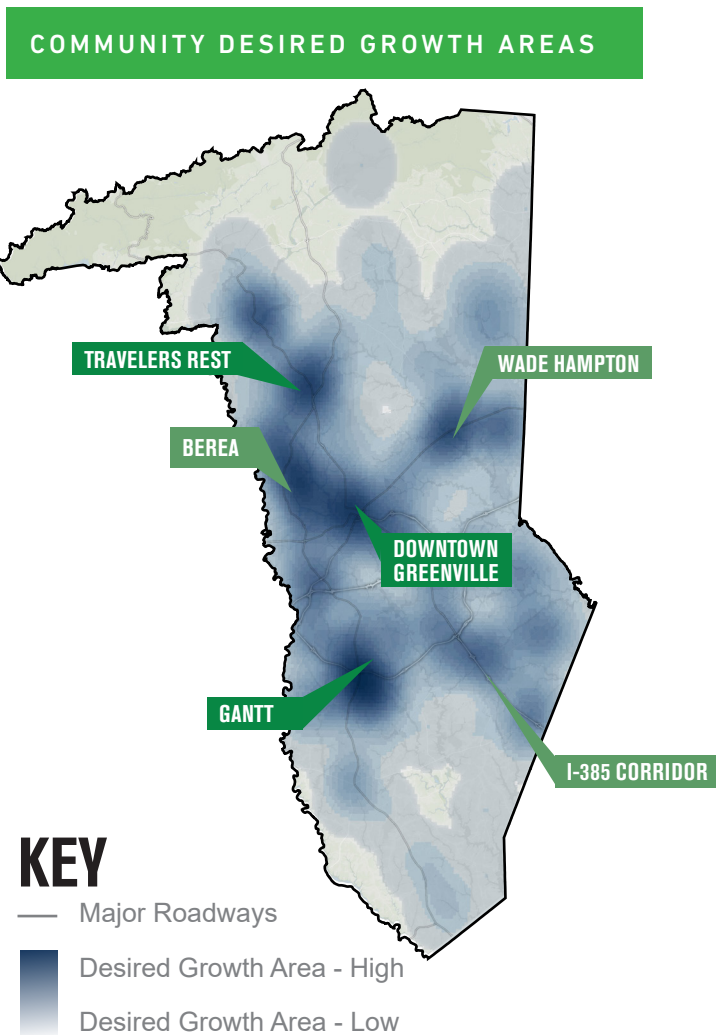 COMMUNITY DESIRED GROWTH AREAS
TRAVELERS REST
WADE HAMPTON
BEREA
DOWNTOWN
GREENVILLE
GANTT
I-385 CORRIDOR
KEY
Major Roadways
Desired Growth Area - High
Desired Growth Area - Low